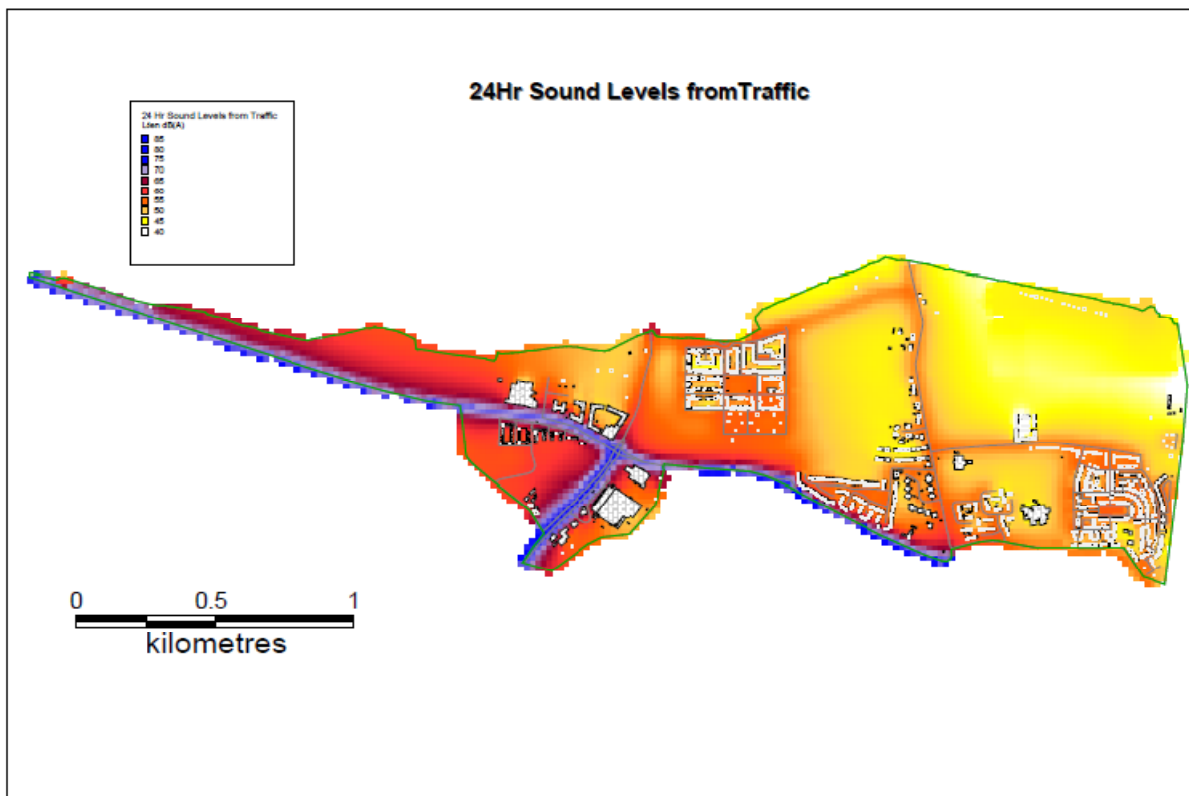 24Hr Sound Levels fromTraffic
24 Hr Sound Levels from Traffic
Lden dB(A)
85
80
75
70
65
60
55
50
45
40
0 0.5 1
kilometres